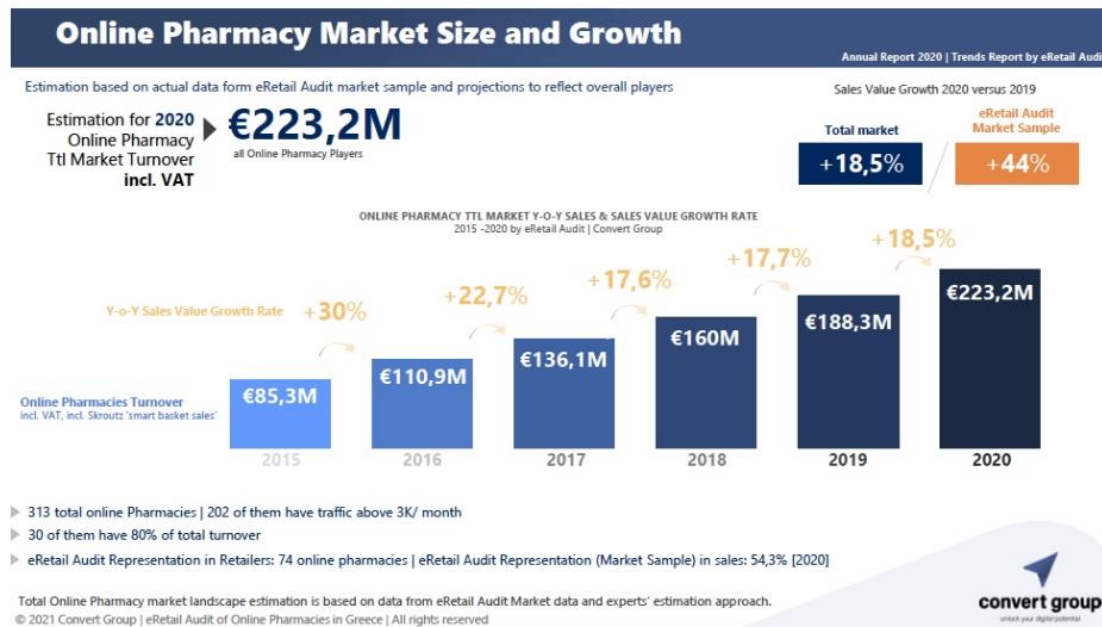 Online Pharmacy Market Size and Growth
Annual Report 2020 | Trends Report by eRetail Audi
Estimation based on actual data form eRetail Audit market sample and projections to reflect overall players
Sales Value Growth 2020 versus 2019
Estimation for 2020
Online Pharmacy
Ttl Market Turnover
incl. VAT
€223,2M
all Online Pharmacy Players
Total market
+18,5%
eRetail Audit
Market Sample
+44%
ONLINE PHARMACY TTL MARKET Y-O-Y SALES & SALES VALUE GROWTH RATE
2015 -2020 by eRetail Audit | Convert Group
Y-o-Y Sales Value Growth Rate
+30%
+22,7%
+17,6%
+17,7%
+18,5%
Online Pharmacies Turnover
incl. VAT, incl. Skroutz 'smart basket sales'
€85,3M
€110,9M
€136,1M
€160M
€188,3M
€223,2M
2015
2016
2017
2018
2019
2020
313 total online Pharmacies | 202 of them have traffic above 3K/ month
30 of them have 80% of total turnover
eRetail Audit Representation in Retailers: 74 online pharmacies | eRetail Audit Representation (Market Sample) in sales: 54,3% [2020]
Total Online Pharmacy market landscape estimation is based on data from eRetail Audit Market data and experts' estimation approach.
© 2021 Convert Group | eRetail Audit of Online Pharmacies in Greece | All rights reserved
convert group
unlock your digital potential